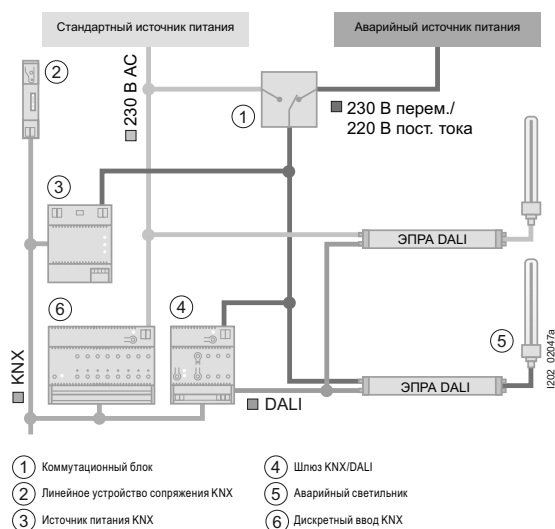 Стандартный источник питания
Аварийный источник питания
2
230 В AC
1
230 В перем./
220 В пост. тока
3
ЭПРА DALI
6
4
5
KNX
DALI
ЭПРА DALI
I202_02047a
1 Коммутационный блок
2 Линейное устройство сопряжения KNX
3 Источник питания KNX
4 Шлюз KNX/DALI
5 Аварийный светильник
6 Дискретный ввод KNX